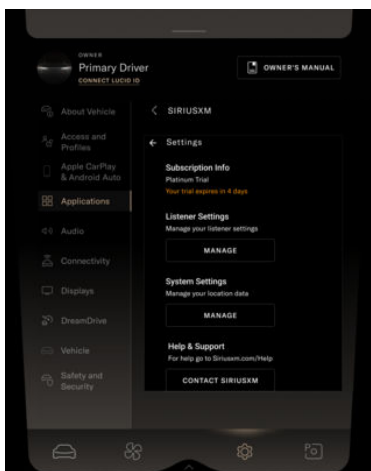 OWNER
Primary Driver
CONNECT LUCID ID
OWNER'S MANUAL
About Vehicle
Access and
Profiles
Apple CarPlay
& Android Auto
Applications
Audio
Connectivity
Displays
DreamDrive
Vehicle
Safety and
Security
SIRIUSXM
Settings
Subscription Info
Platinum Trial
Your trial expires in 4 days
Listener Settings
Manage your listener settings
MANAGE
System Settings
Manage your location data
MANAGE
Help & Support
For help go to Siriusxm.com/Help
CONTACT SIRIUSXM